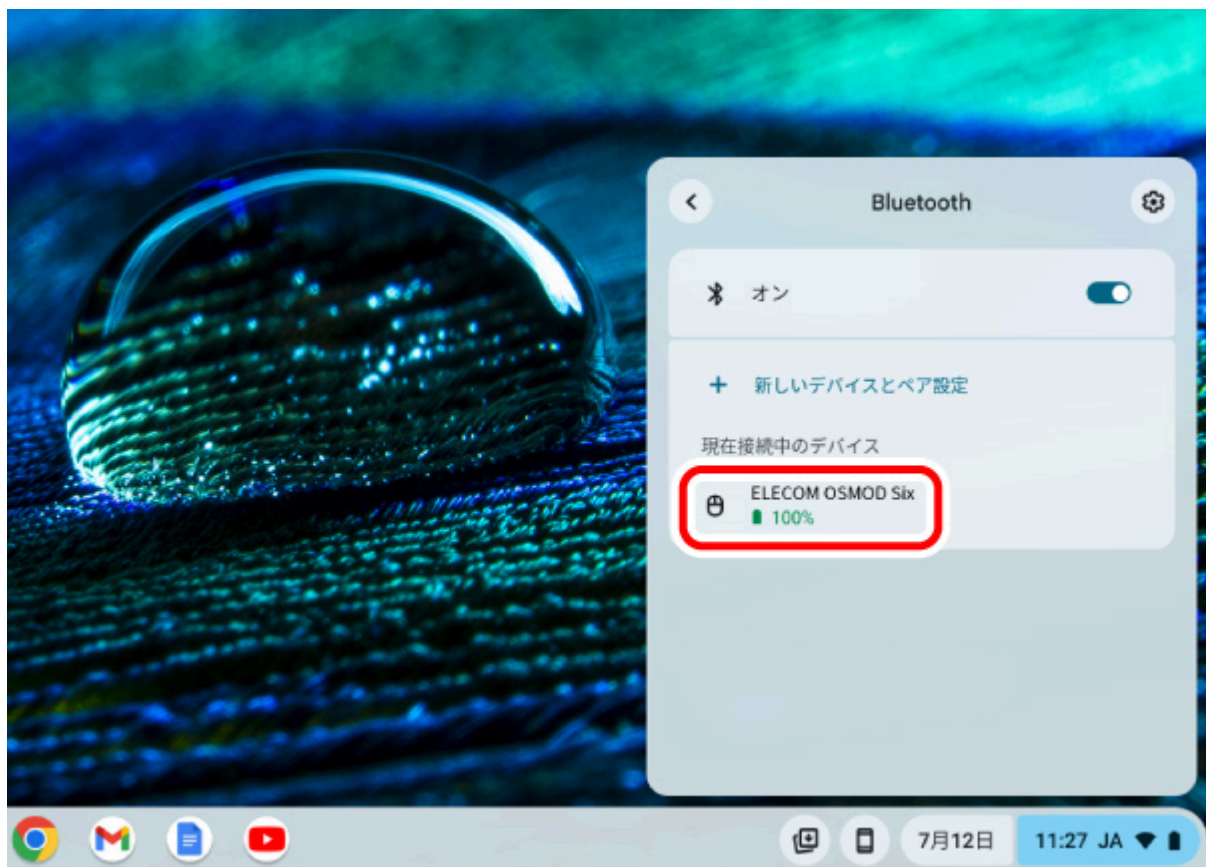 Bluetooth
オン
+ 新しいデバイスとペア設定
現在接続中のデバイス
ELECOM OSMOD Six
100%
7月12日
11:27 JA